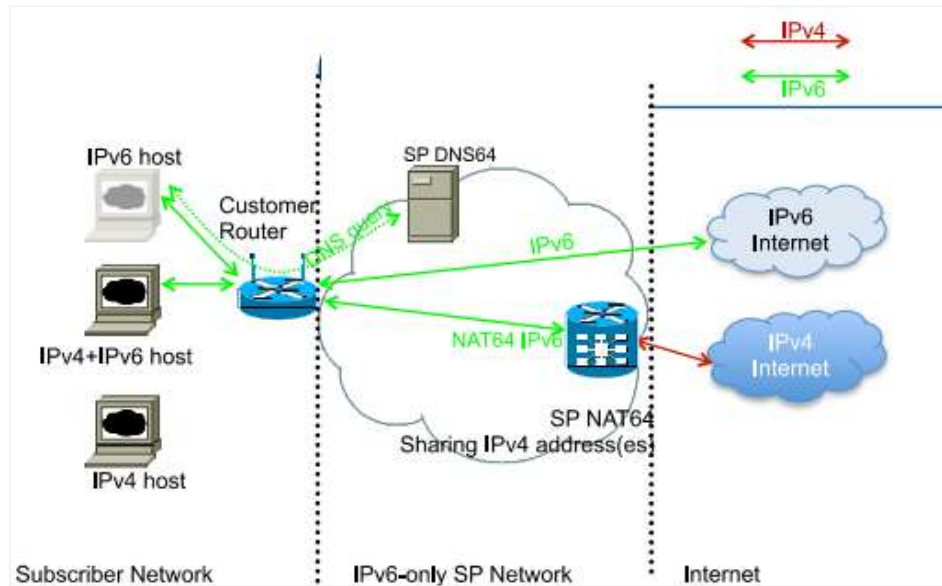 IPv4
IPv6
IPv6 host
SP DNS64
Customer
Router
DNS query
IPv6
IPv6
Internet
IPv4+IPv6 host
NAT64 IPv6
IPv4
Internet
SP NAT64
Sharing IPv4 address(es)
IPv4 host
Subscriber Network
IPv6-only SP Network
Internet